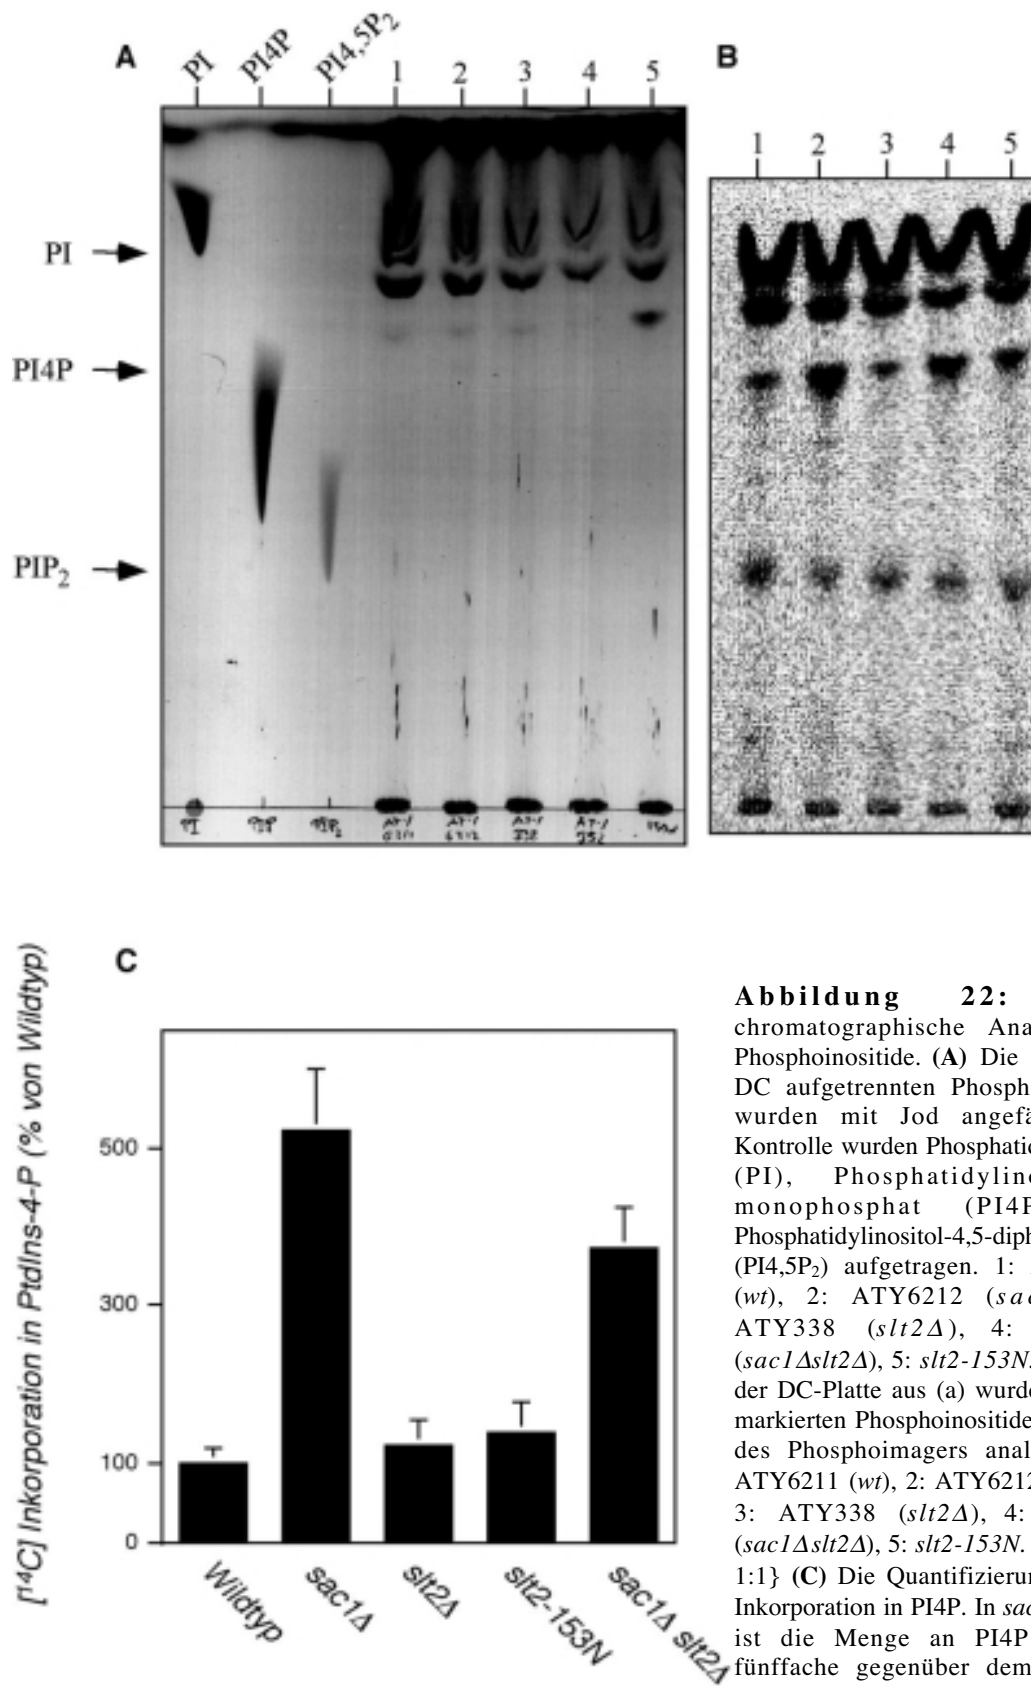 A
PI PI4P PI4,5P2 1 2 3 4 5
PI
PI4P
PIP2
PI
B
1 2 3 4 5
C
[14C] Inkorporation in PtdIns-4-P (% von Wildtyp)
500
300
100
0
Wildtyp
sac1Δ
slt2Δ
slt2-153N
sac1Δ slt2Δ
Abbildung 22:
chromatographische Ana
Phosphoinositide. (A) Die
DC aufgetrennten Phosph
wurden mit Jod angefä
Kontrolle wurden Phosphatid
(PI), Phosphatidylino
monophosphat (PI4P
Phosphatidylinositol-4,5-diph
(PI4,5P2) aufgetragen. 1:
(wt), 2: ATY6212 (sac
ATY338 (slt2Δ), 4:
(sac1Δslt2Δ), 5: slt2-153N.
der DC-Platte aus (a) wurde
markierten Phosphoinositide
des Phosphoimagers anal
ATY6211 (wt), 2: ATY6212
3: ATY338 (slt2Δ), 4:
(sac1Δslt2Δ), 5: slt2-153N.
1:1} (C) Die Quantifizierun
Inkorporation in PI4P. In sac
ist die Menge an PI4P
fünffache gegenüber dem